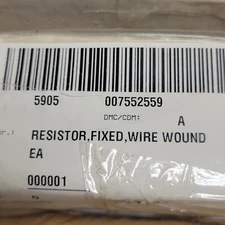 5905 007552559
DMC/CDM: A
RESISTOR,FIXED,WIRE WOUND
EA
000001